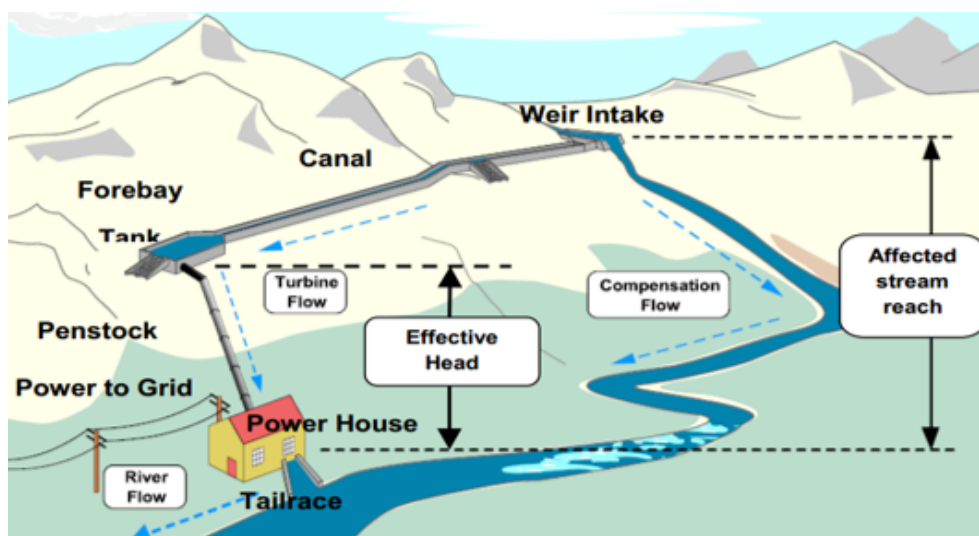 Weir Intake
Canal
Forebay
Tank
Affected
stream
reach
Turbine
Flow
Compensation
Flow
Penstock
Effective
Head
Power to Grid
Power House
River
Flow
Tailrace